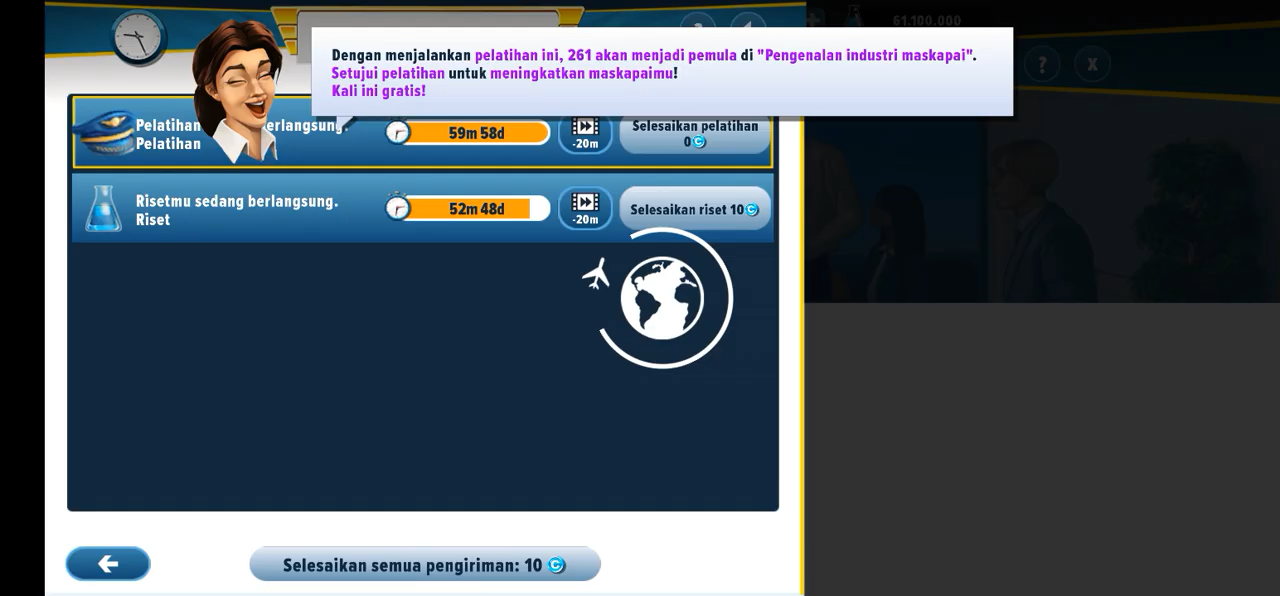 61.100.000
Dengan menjalankan pelatihan ini, 261 akan menjadi pemula di "Pengenalan industri maskapai".
Setujui pelatihan untuk meningkatkan maskapaimu!
Kali ini gratis!
Pelatihan erlangsung.
Pelatihan
59m 58d
-20m
Selesaikan pelatihan
0
Risetmu sedang berlangsung.
Riset
52m 48d
-20m
Selesaikan riset 10
? X
Selesaikan semua pengiriman: 10